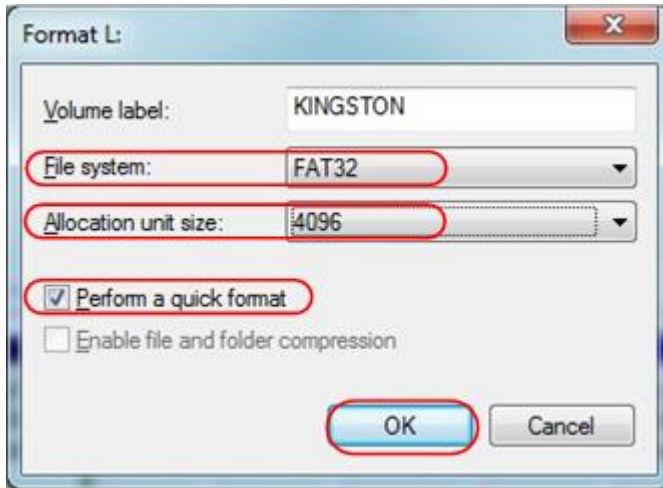 Format L:
Volume label: KINGSTON
File system: FAT32
Allocation unit size: 4096
Perform a quick format
Enable file and folder compression
OK Cancel